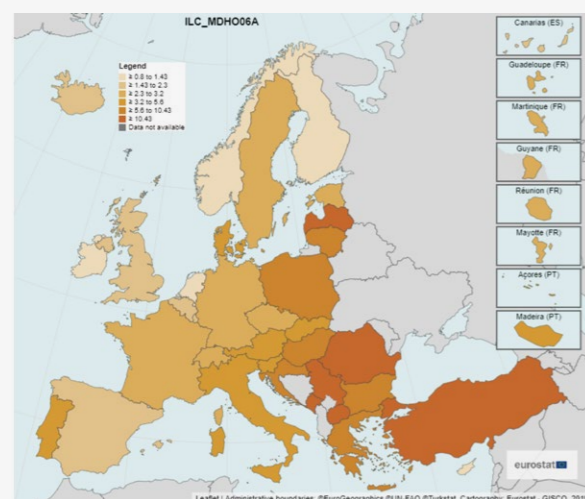 ILC_MDHO06A
Legend
≥ 0.8 to 1.43
≥ 1.43 to 2.3
≥ 2.3 to 3.2
≥ 3.2 to 5.6
≥ 5.6 to 10.43
≥ 10.43
Data not available
Canarias (ES)
Guadeloupe (FR)
Martinique (FR)
Guyane (FR)
Réunion (FR)
Mayotte (FR)
Açores (PT)
Madeira (PT)
eurostat
Leaflet | Administrative boundaries: ©EuroGeographics ©UN-FAO ©Turkstat, Cartography: Eurostat - GISCO,